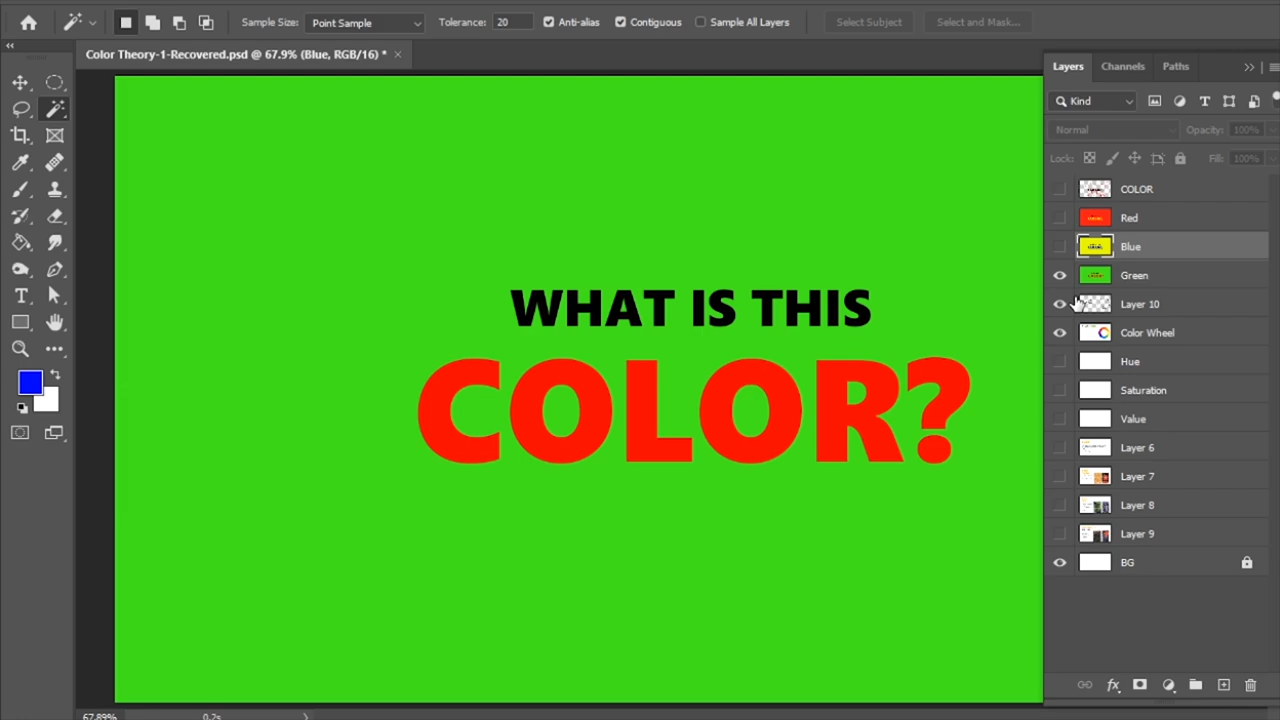 Sample Size: Point Sample Tolerance: 20 Anti-alias Contiguous Sample All Layers Select Subject Select and Mask...
Color Theory-1-Recovered.psd @ 67.9% (Blue, RGB/16) * ×
Layers Channels Paths
Kind
Normal Opacity: 100%
Lock: Fill: 100%
COLOR
Red
Blue
Green
Layer 10
Color Wheel
Hue
Saturation
Value
Layer 6
Layer 7
Layer 8
Layer 9
BG
WHAT IS THIS
COLOR?
67.89% 0.2s